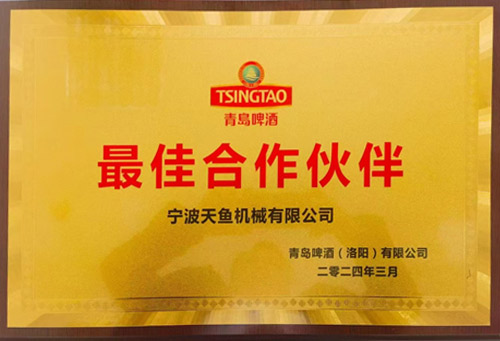 TSINGTAO
青岛啤酒
最佳合作伙伴
宁波天鱼机械有限公司
青岛啤酒（洛阳）有限公司
二零二四年三月